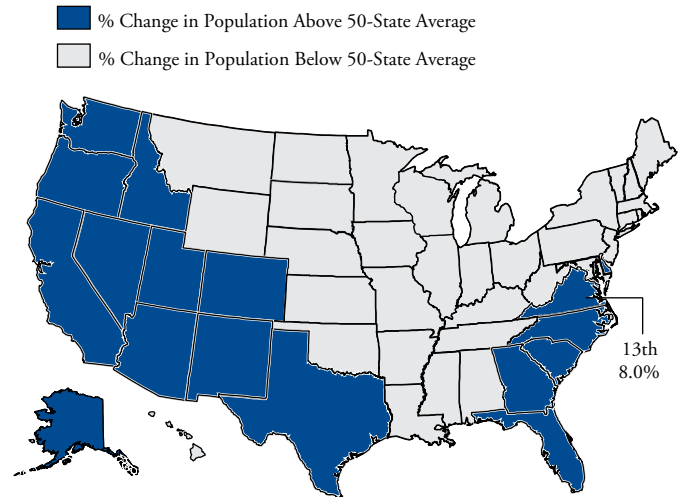 % Change in Population Above 50-State Average
% Change in Population Below 50-State Average
13th
8.0%